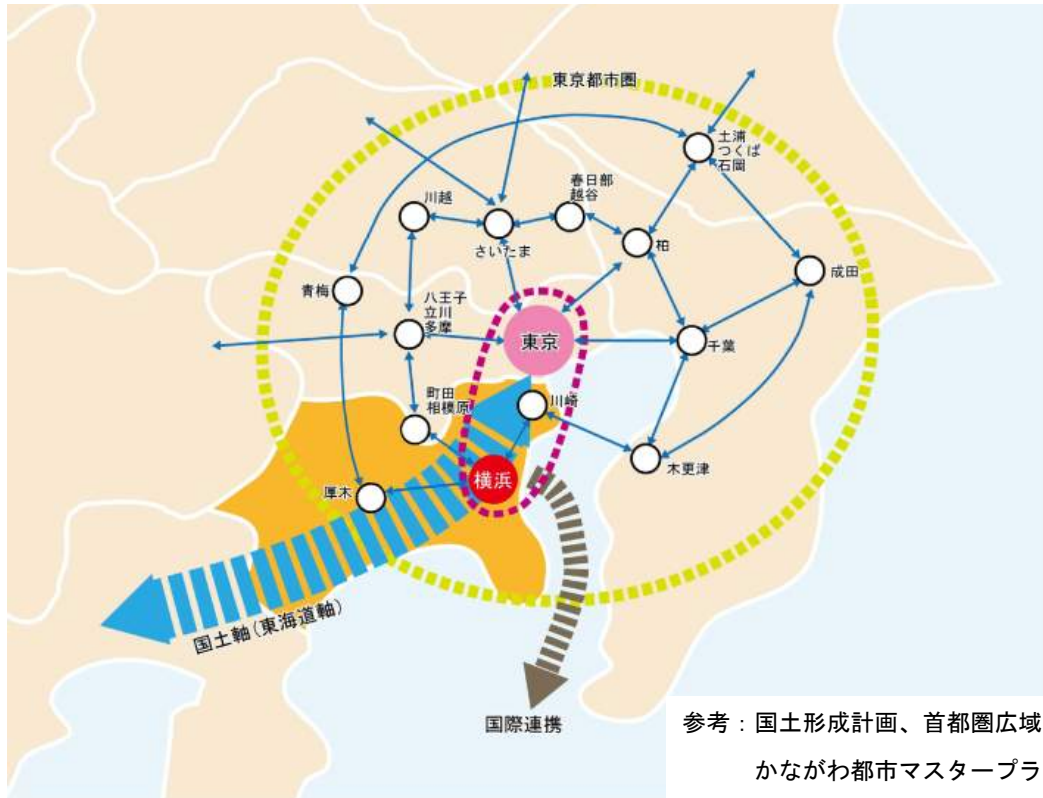 東京都市圏
土浦
つくば
石岡
春日部
越谷
川越
さいたま
柏
成田
青梅
八王子
立川
多摩
東京
千葉
町田
相模原
川崎
木更津
横浜
厚木
国土軸(東海道軸)
国際連携
参考：国土形成計画、首都圏広域
かながわ都市マスタープラ